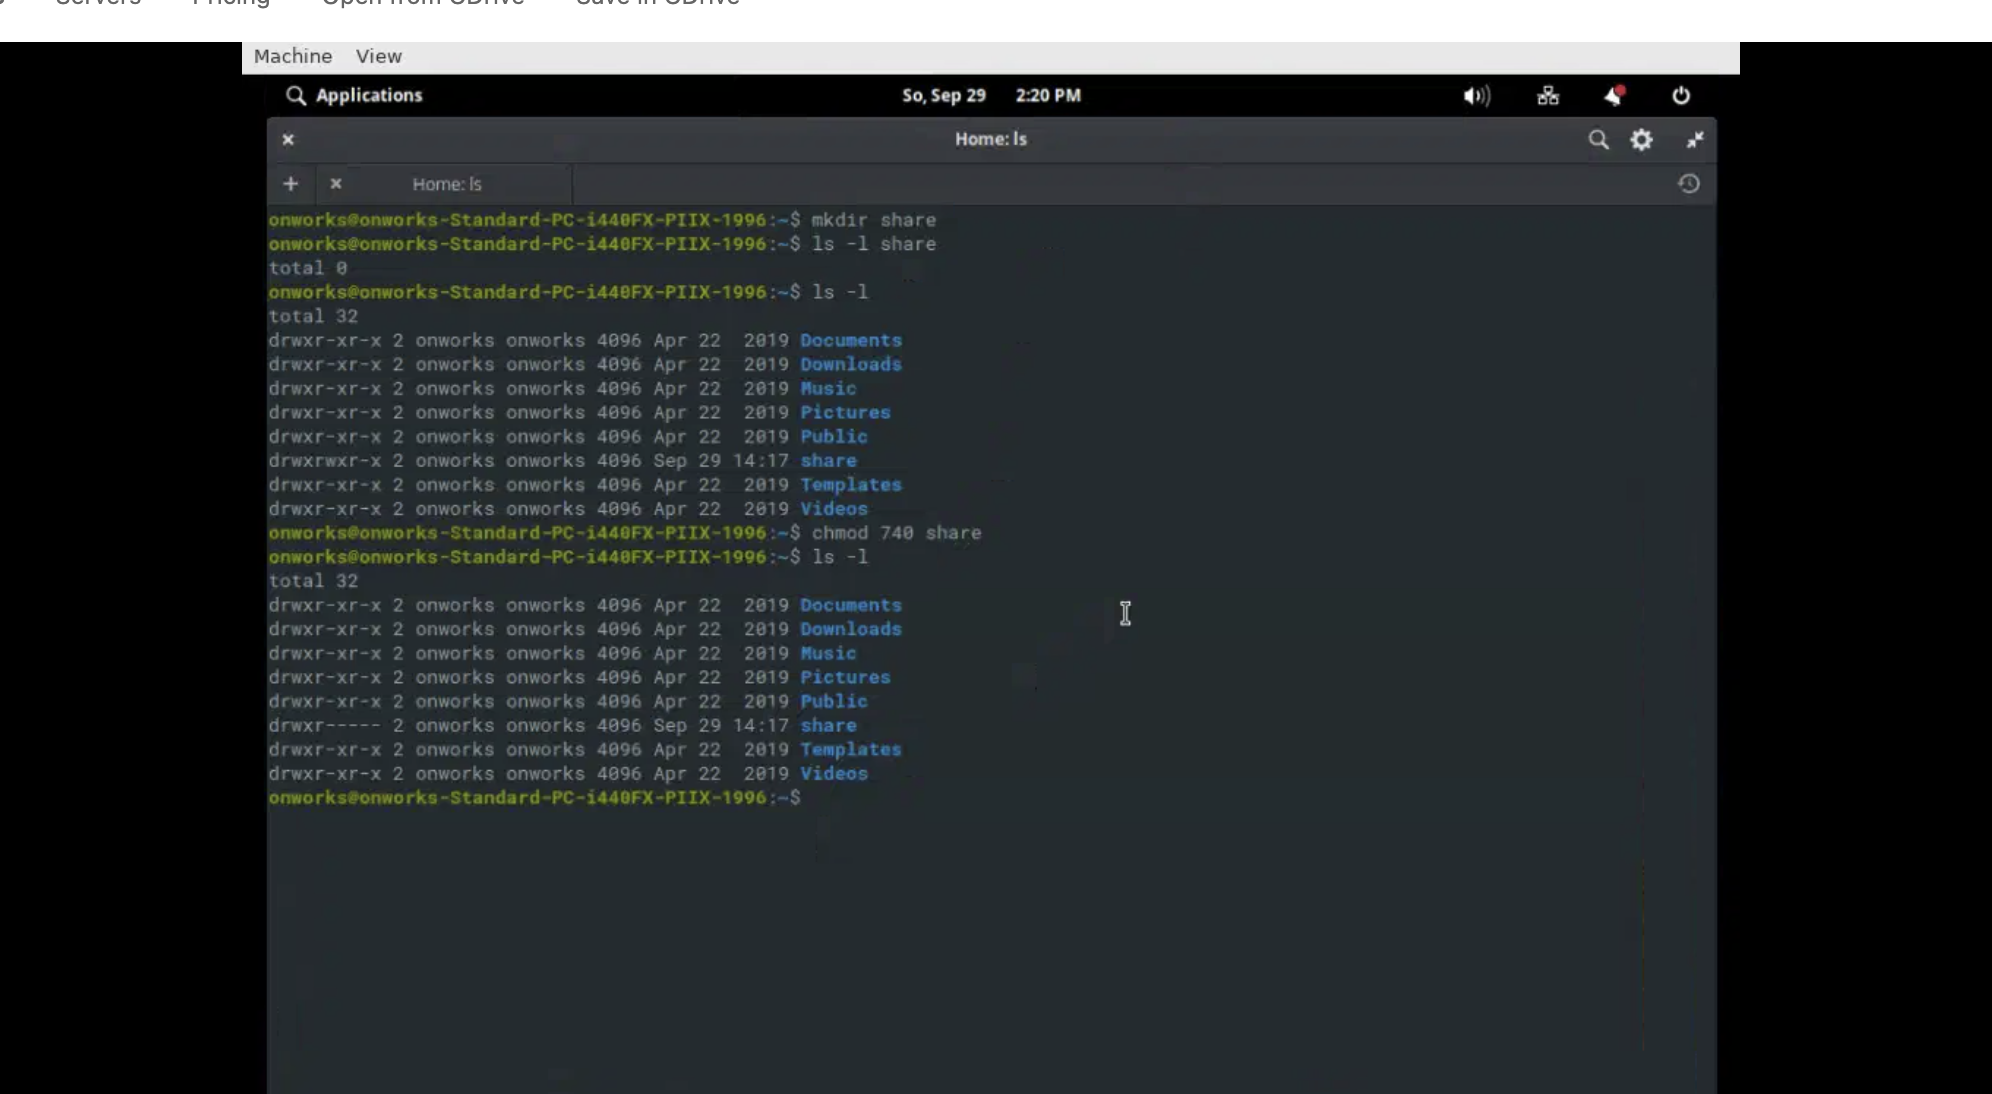 Servers Pricing Open from GDrive Save in GDrive
Machine View
Applications So, Sep 29 2:20 PM
Home: ls
Home: ls
onworks@onworks-Standard-PC-i440FX-PIIX-1996:~$ mkdir share
onworks@onworks-Standard-PC-i440FX-PIIX-1996:~$ ls -l share
total 0
onworks@onworks-Standard-PC-i440FX-PIIX-1996:~$ ls -l
total 32
drwxr-xr-x 2 onworks onworks 4096 Apr 22  2019 Documents
drwxr-xr-x 2 onworks onworks 4096 Apr 22  2019 Downloads
drwxr-xr-x 2 onworks onworks 4096 Apr 22  2019 Music
drwxr-xr-x 2 onworks onworks 4096 Apr 22  2019 Pictures
drwxr-xr-x 2 onworks onworks 4096 Apr 22  2019 Public
drwxrwxr-x 2 onworks onworks 4096 Sep 29 14:17 share
drwxr-xr-x 2 onworks onworks 4096 Apr 22  2019 Templates
drwxr-xr-x 2 onworks onworks 4096 Apr 22  2019 Videos
onworks@onworks-Standard-PC-i440FX-PIIX-1996:~$ chmod 740 share
onworks@onworks-Standard-PC-i440FX-PIIX-1996:~$ ls -l
total 32
drwxr-xr-x 2 onworks onworks 4096 Apr 22  2019 Documents
drwxr-xr-x 2 onworks onworks 4096 Apr 22  2019 Downloads
drwxr-xr-x 2 onworks onworks 4096 Apr 22  2019 Music
drwxr-xr-x 2 onworks onworks 4096 Apr 22  2019 Pictures
drwxr-xr-x 2 onworks onworks 4096 Apr 22  2019 Public
drwxr----- 2 onworks onworks 4096 Sep 29 14:17 share
drwxr-xr-x 2 onworks onworks 4096 Apr 22  2019 Templates
drwxr-xr-x 2 onworks onworks 4096 Apr 22  2019 Videos
onworks@onworks-Standard-PC-i440FX-PIIX-1996:~$